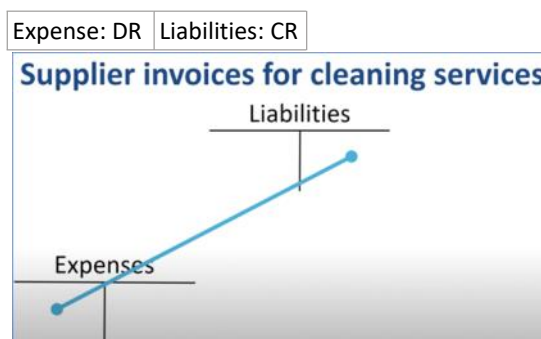 Expense: DR Liabilities: CR
Supplier invoices for cleaning services
Liabilities
Expenses